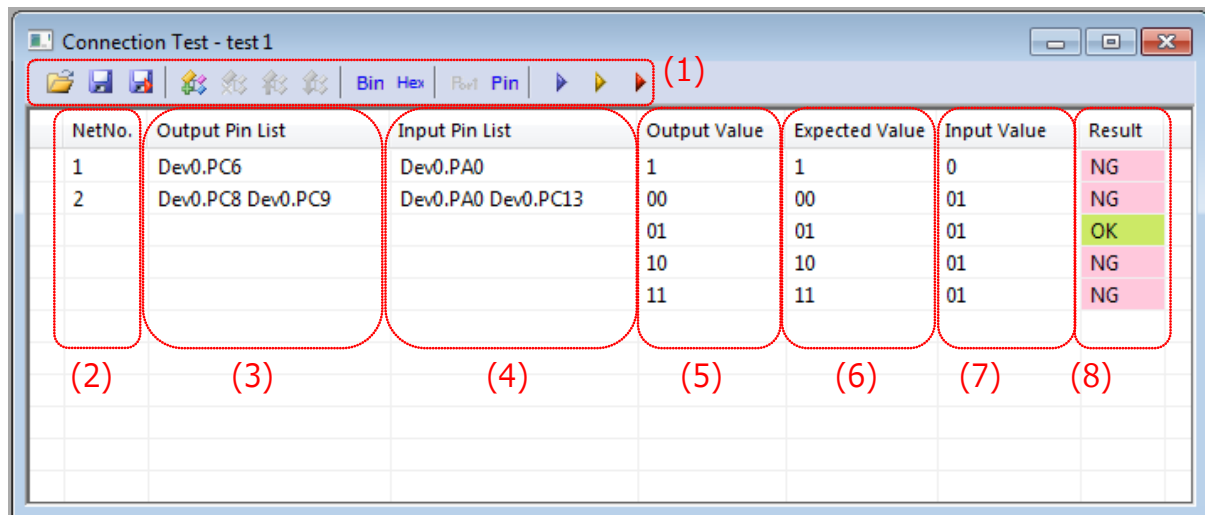 Connection Test - test1
Bin Hex Port Pin (1)
NetNo. Output Pin List Input Pin List Output Value Expected Value Input Value Result
1 Dev0.PC6 Dev0.PA0 1 1 0 NG
2 Dev0.PC8 Dev0.PC9 Dev0.PA0 Dev0.PC13 00 00 01 NG
01 01 01 OK
10 10 01 NG
11 11 01 NG
(2) (3) (4) (5) (6) (7) (8)